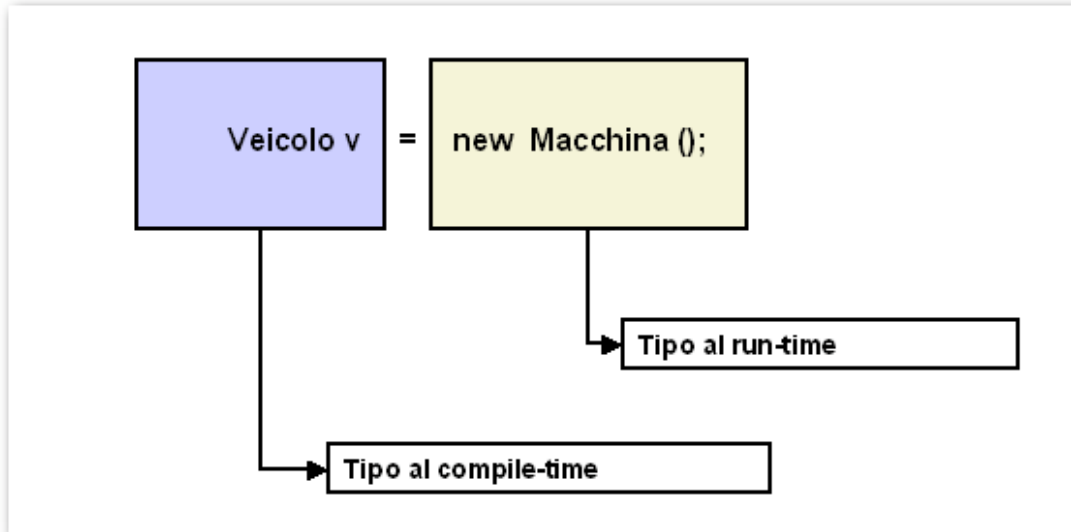 Veicolo v = new Macchina ();
Tipo al run-time
Tipo al compile-time